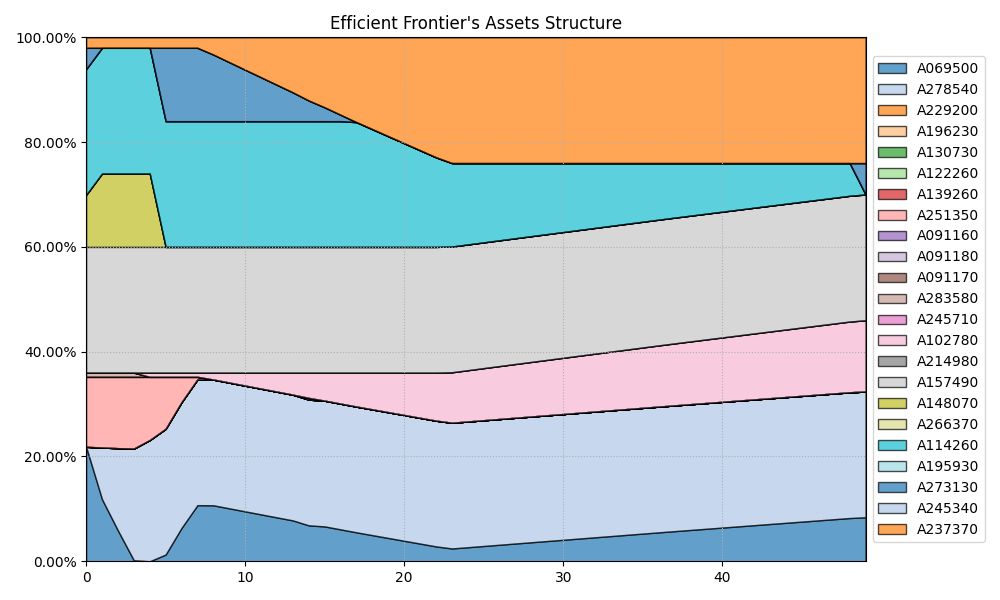 Efficient Frontier's Assets Structure
100.00%
80.00%
60.00%
40.00%
20.00%
0.00%
0
10
20
30
40
A069500
A278540
A229200
A196230
A130730
A122260
A139260
A251350
A091160
A091180
A091170
A283580
A245710
A102780
A214980
A157490
A148070
A266370
A114260
A195930
A273130
A245340
A237370